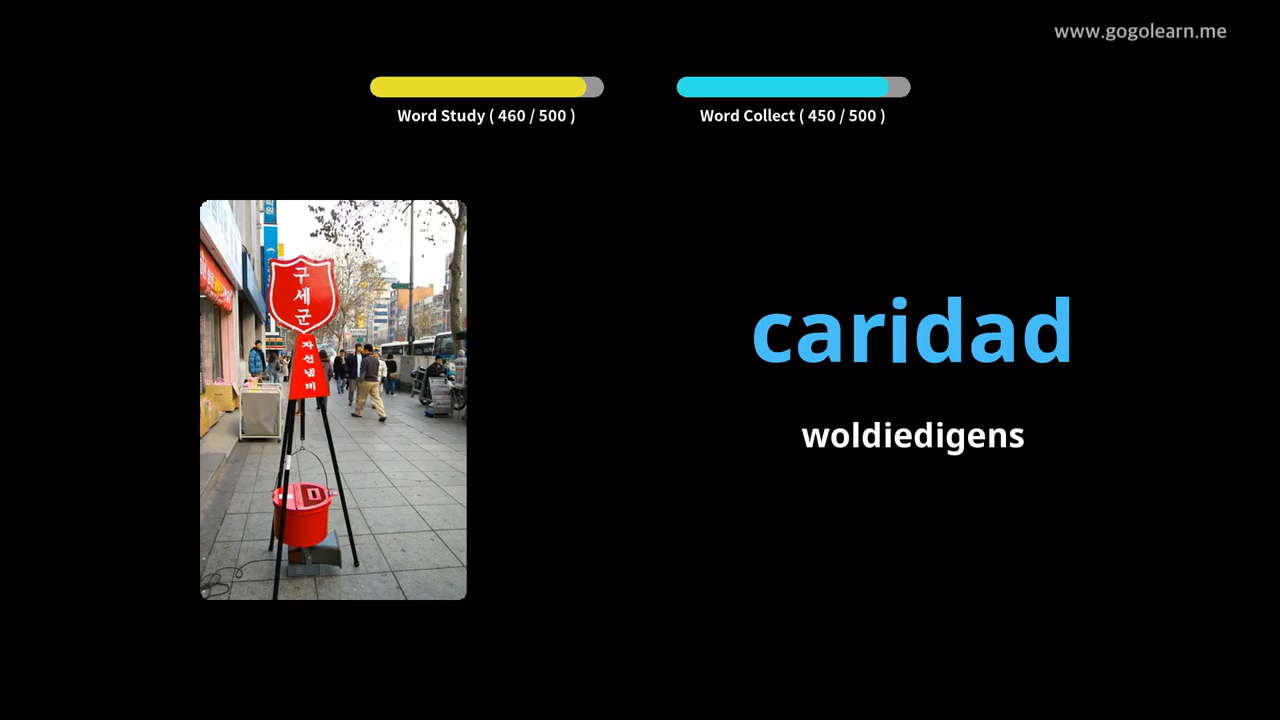 www.gogolearn.me
Word Study ( 460 / 500 )
Word Collect ( 450 / 500 )
구세군
자선냄비
caridad
woldiedigens